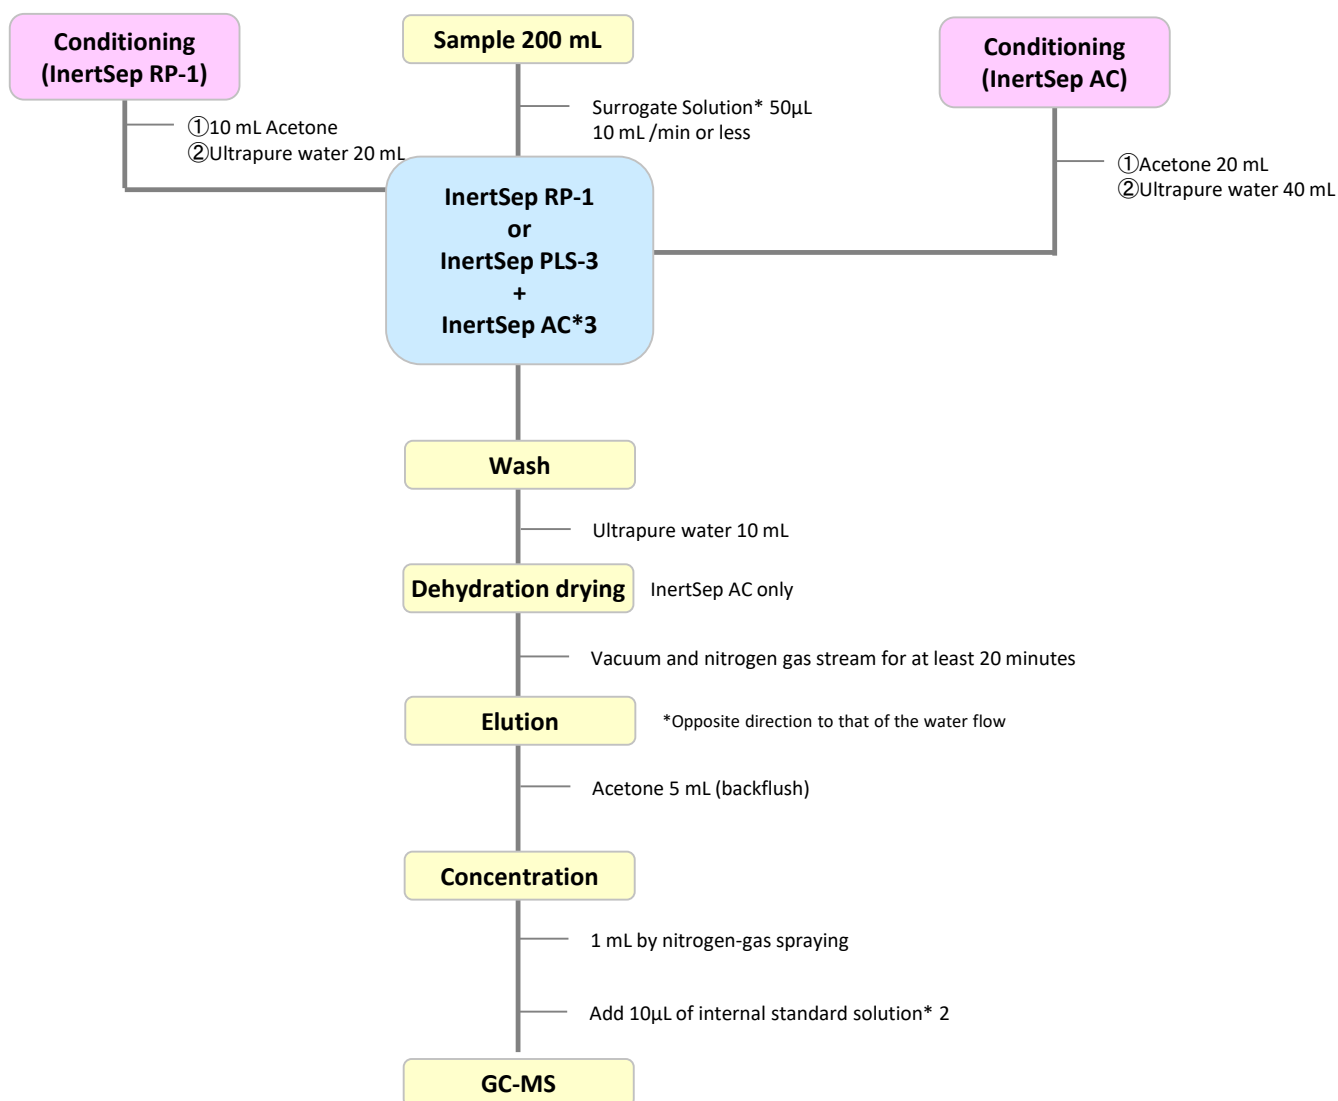 Conditioning
(InertSep RP-1)
Sample 200 mL
Conditioning
(InertSep AC)
①10 mL Acetone
②Ultrapure water 20 mL
Surrogate Solution* 50µL
10 mL /min or less
①Acetone 20 mL
②Ultrapure water 40 mL
InertSep RP-1
or
InertSep PLS-3
+
InertSep AC*3
Wash
Ultrapure water 10 mL
Dehydration drying
InertSep AC only
Vacuum and nitrogen gas stream for at least 20 minutes
Elution
*Opposite direction to that of the water flow
Acetone 5 mL (backflush)
Concentration
1 mL by nitrogen-gas spraying
Add 10µL of internal standard solution* 2
GC-MS